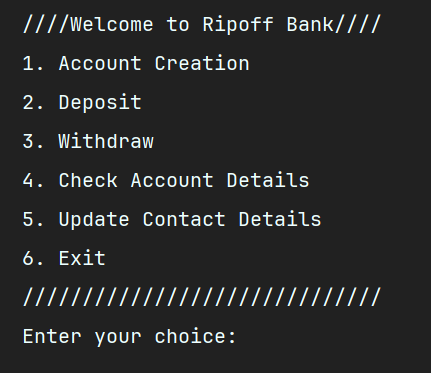 ////Welcome to Ripoff Bank////
1. Account Creation
2. Deposit
3. Withdraw
4. Check Account Details
5. Update Contact Details
6. Exit
//////////////////////////////
Enter your choice: